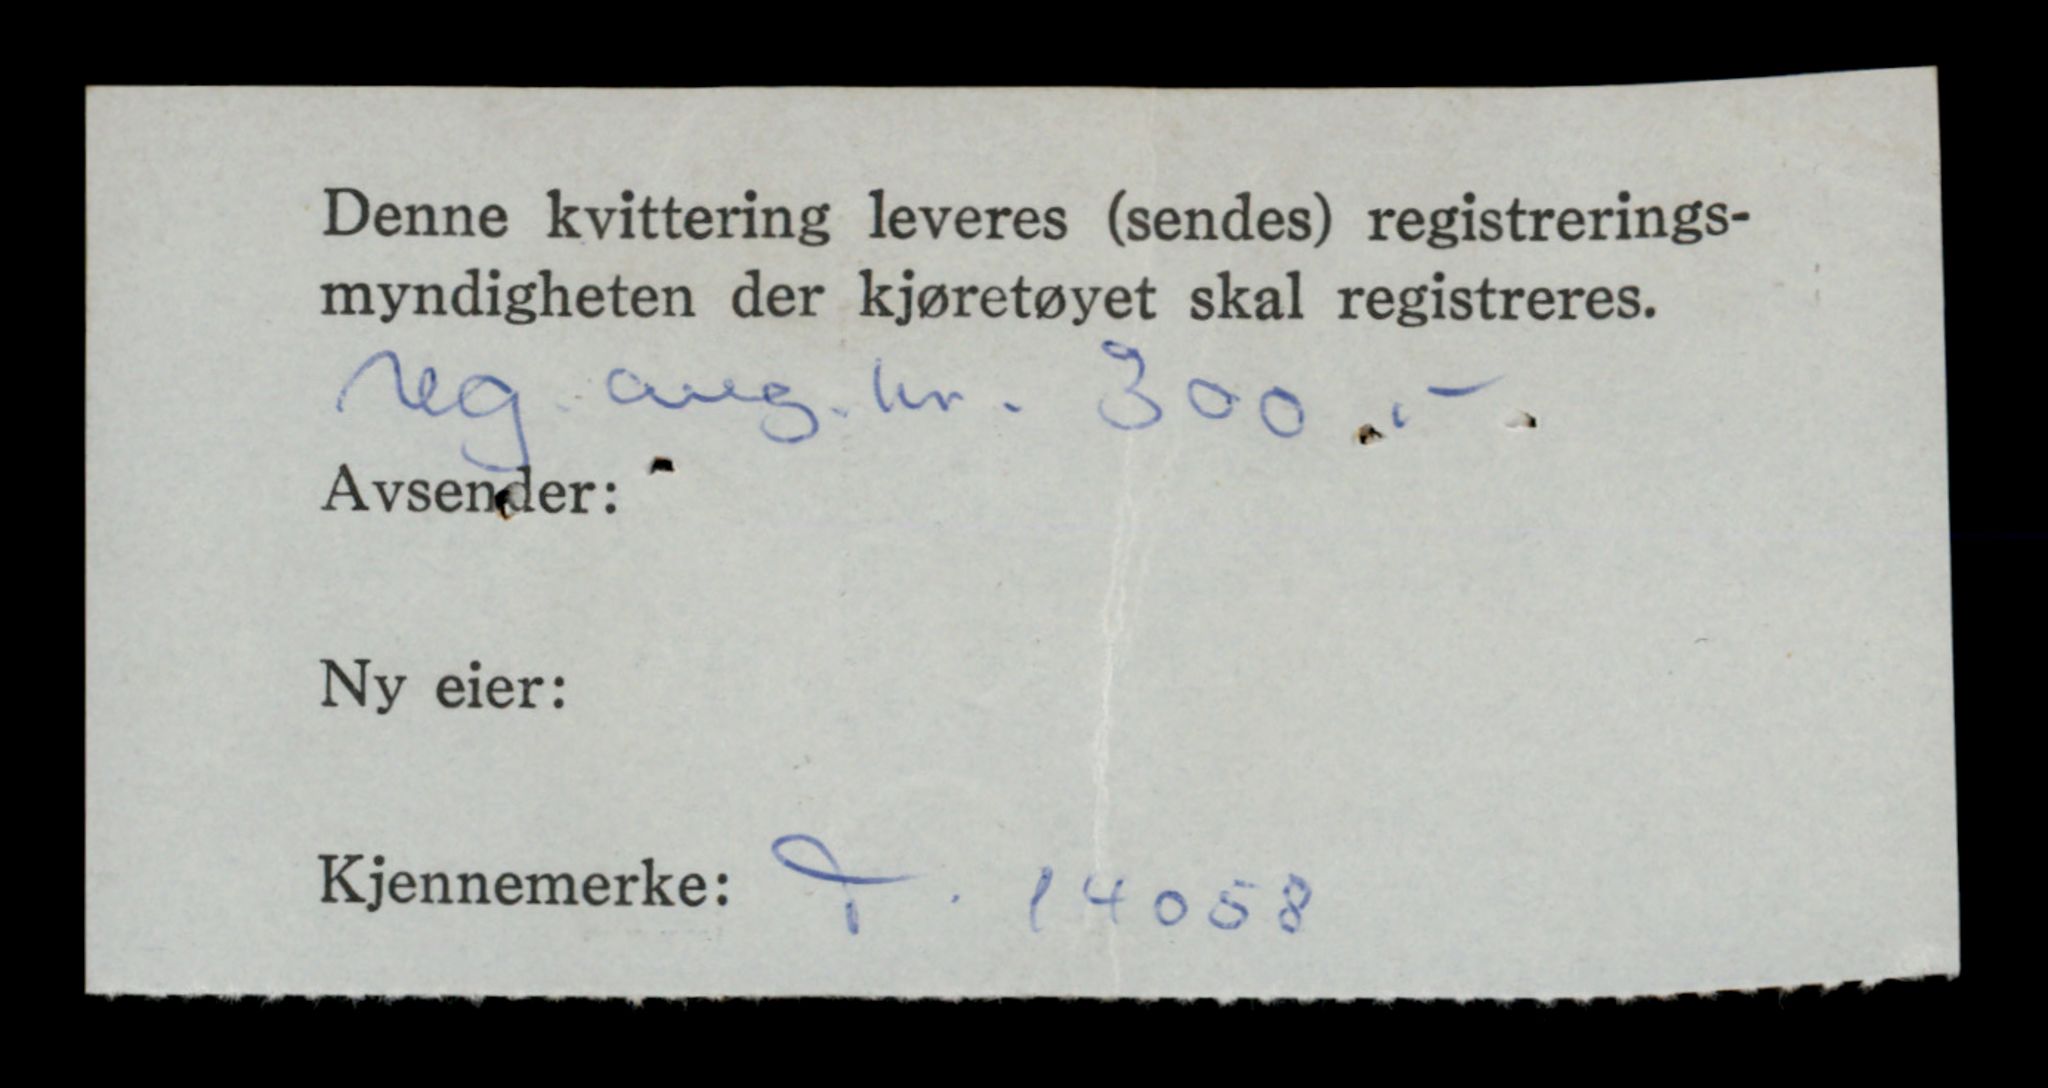 Denne kvittering leveres (sendes) registrerings-
myndigheten der kjøretøyet skal registreres.
reg. avg. kr. 300.,-
Avsender:
Ny eier:
Kjennemerke: T. 14058